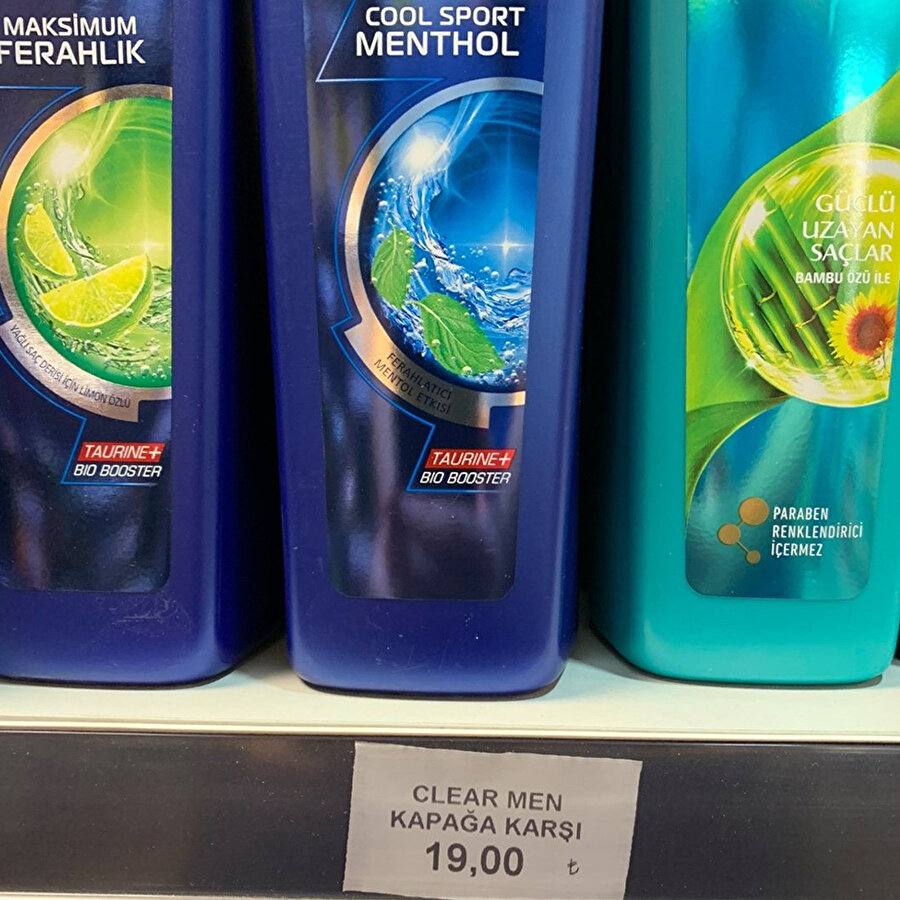 MAKSİMUM
FERAHLIK
YAĞLI SAÇ DERİSİ İÇİN LİMON ÖZLÜ
TAURINE+
BIO BOOSTER
COOL SPORT
MENTHOL
FERAHLATICI
MENTOL ETKİSİ
TAURINE+
BIO BOOSTER
GÜÇLÜ
UZAYAN
SAÇLAR
BAMBU ÖZÜ İLE
PARABEN
RENKLENDİRİCİ
İÇERMEZ
CLEAR MEN
KAPAĞA KARŞI
19,00 ₺